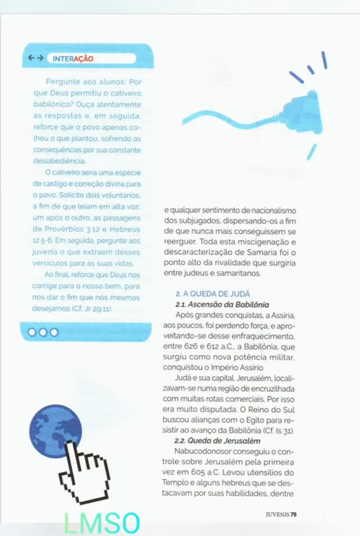 INTERAÇÃO
Pergunte aos alunos: Por
que Deus permitiu o cativeiro
babilônico? Ouça atentamente
as respostas e, em seguida,
reforce que o povo apenas co-
lheu o que plantou, sofrendo as
consequências por sua constante
desobediência.
O cativeiro seria uma espécie
de castigo e correção divina para
o povo. Solicite dois voluntários,
a fim de que leiam em alta voz,
um após o outro, as passagens
de Provérbios 3.12 e Hebreus
12.5-6. Em seguida, pergunte aos
juvenis o que extraem desses
versículos para as suas vidas.
Ao final, reforce que Deus nos
corrige para o nosso bem, para
nos dar o fim que nós mesmos
desejamos (Cf. Jr 29.11).
e qualquer sentimento de nacionalismo
dos subjugados, dispersando-os a fim
de que nunca mais conseguissem se
reerguer. Toda esta miscigenação e
descaracterização de Samaria foi o
ponto alto da rivalidade que surgiria
entre judeus e samaritanos.
2. A QUEDA DE JUDÁ
2.1. Ascensão da Babilônia
Após grandes conquistas, a Assíria,
aos poucos, foi perdendo força, e apro-
veitando-se desse enfraquecimento,
entre 626 e 612 a.C., a Babilônia, que
surgiu como nova potência militar,
conquistou o Império Assírio.
Judá e sua capital, Jerusalém, locali-
zavam-se numa região de encruzilhada
com muitas rotas comerciais. Por isso
era muito disputada. O Reino do Sul
buscou alianças com o Egito para re-
sistir ao avanço da Babilônia (Cf. Is 31).
2.2. Queda de Jerusalém
Nabucodonosor conseguiu o con-
trole sobre Jerusalém pela primeira
vez em 605 a.C. Levou utensílios do
Templo e alguns hebreus que se des-
tacavam por suas habilidades, dentre
JUVENIS 75
LMSO